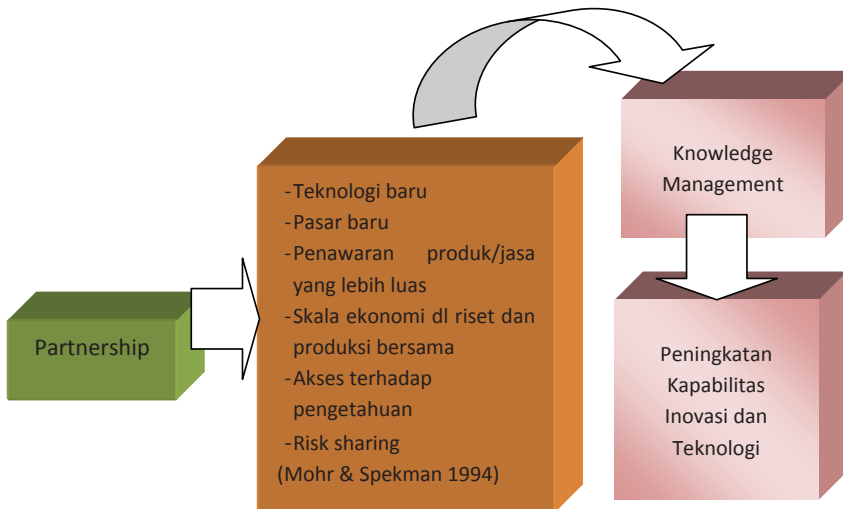 Partnership
-Teknologi baru
-Pasar baru
-Penawaran produk/jasa
yang lebih luas
-Skala ekonomi dl riset dan
produksi bersama
-Akses terhadap
pengetahuan
-Risk sharing
(Mohr & Spekman 1994)
Knowledge
Management
Peningkatan
Kapabilitas
Inovasi dan
Teknologi